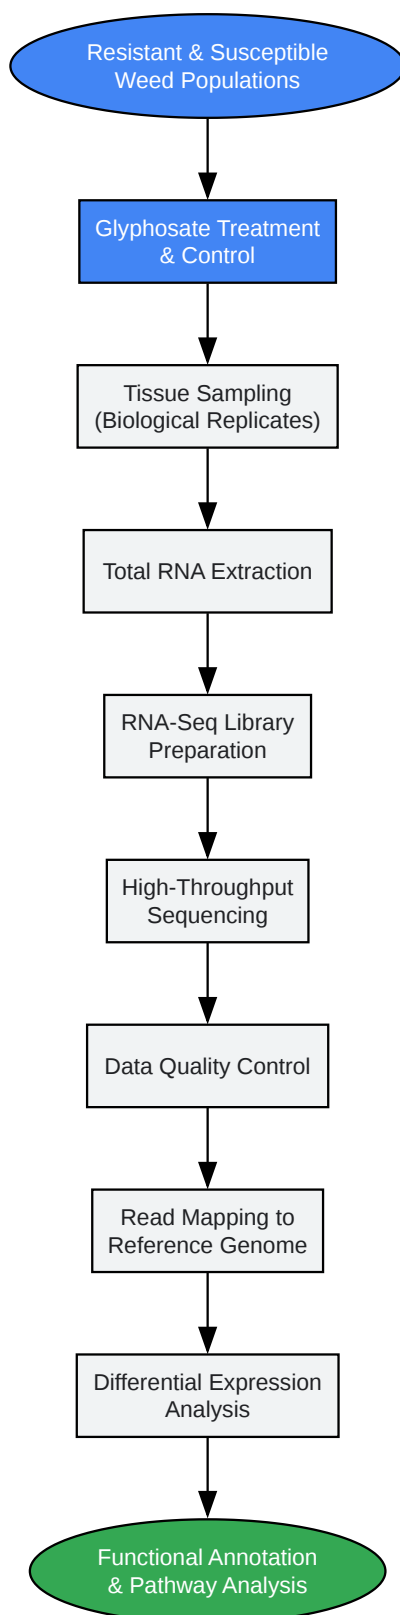 Resistant & Susceptible
Weed Populations
Glyphosate Treatment
& Control
Tissue Sampling
(Biological Replicates)
Total RNA Extraction
RNA-Seq Library
Preparation
High-Throughput
Sequencing
Data Quality Control
Read Mapping to
Reference Genome
Differential Expression
Analysis
Functional Annotation
& Pathway Analysis